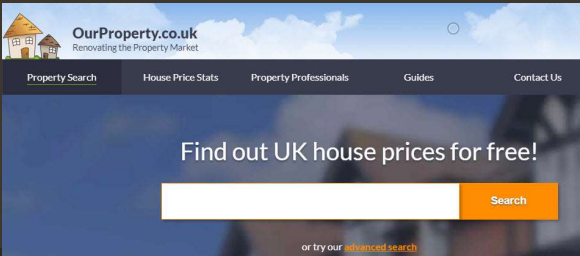 OurProperty.co.uk
Renovating the Property Market
Property Search House Price Stats Property Professionals Guides Contact Us
Find out UK house prices for free!
Search
or try our advanced search